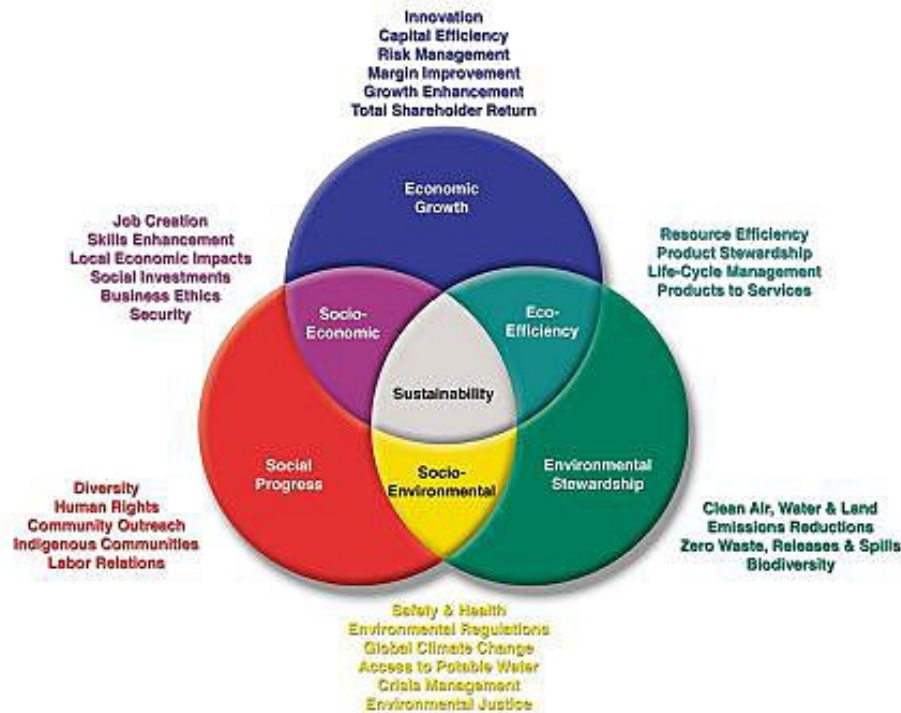 Innovation
Capital Efficiency
Risk Management
Margin Improvement
Growth Enhancement
Total Shareholder Return
Economic
Growth
Job Creation
Skills Enhancement
Local Economic Impacts
Social Investments
Business Ethics
Security
Resource Efficiency
Product Stewardship
Life-Cycle Management
Products to Services
Socio-
Economic
Eco-
Efficiency
Sustainability
Social
Progress
Socio-
Environmental
Environmental
Stewardship
Diversity
Human Rights
Community Outreach
Indigenous Communities
Labor Relations
Clean Air, Water & Land
Emissions Reductions
Zero Waste, Releases & Spills
Biodiversity
Safety & Health
Environmental Regulations
Global Climate Change
Access to Potable Water
Crisis Management
Environmental Justice